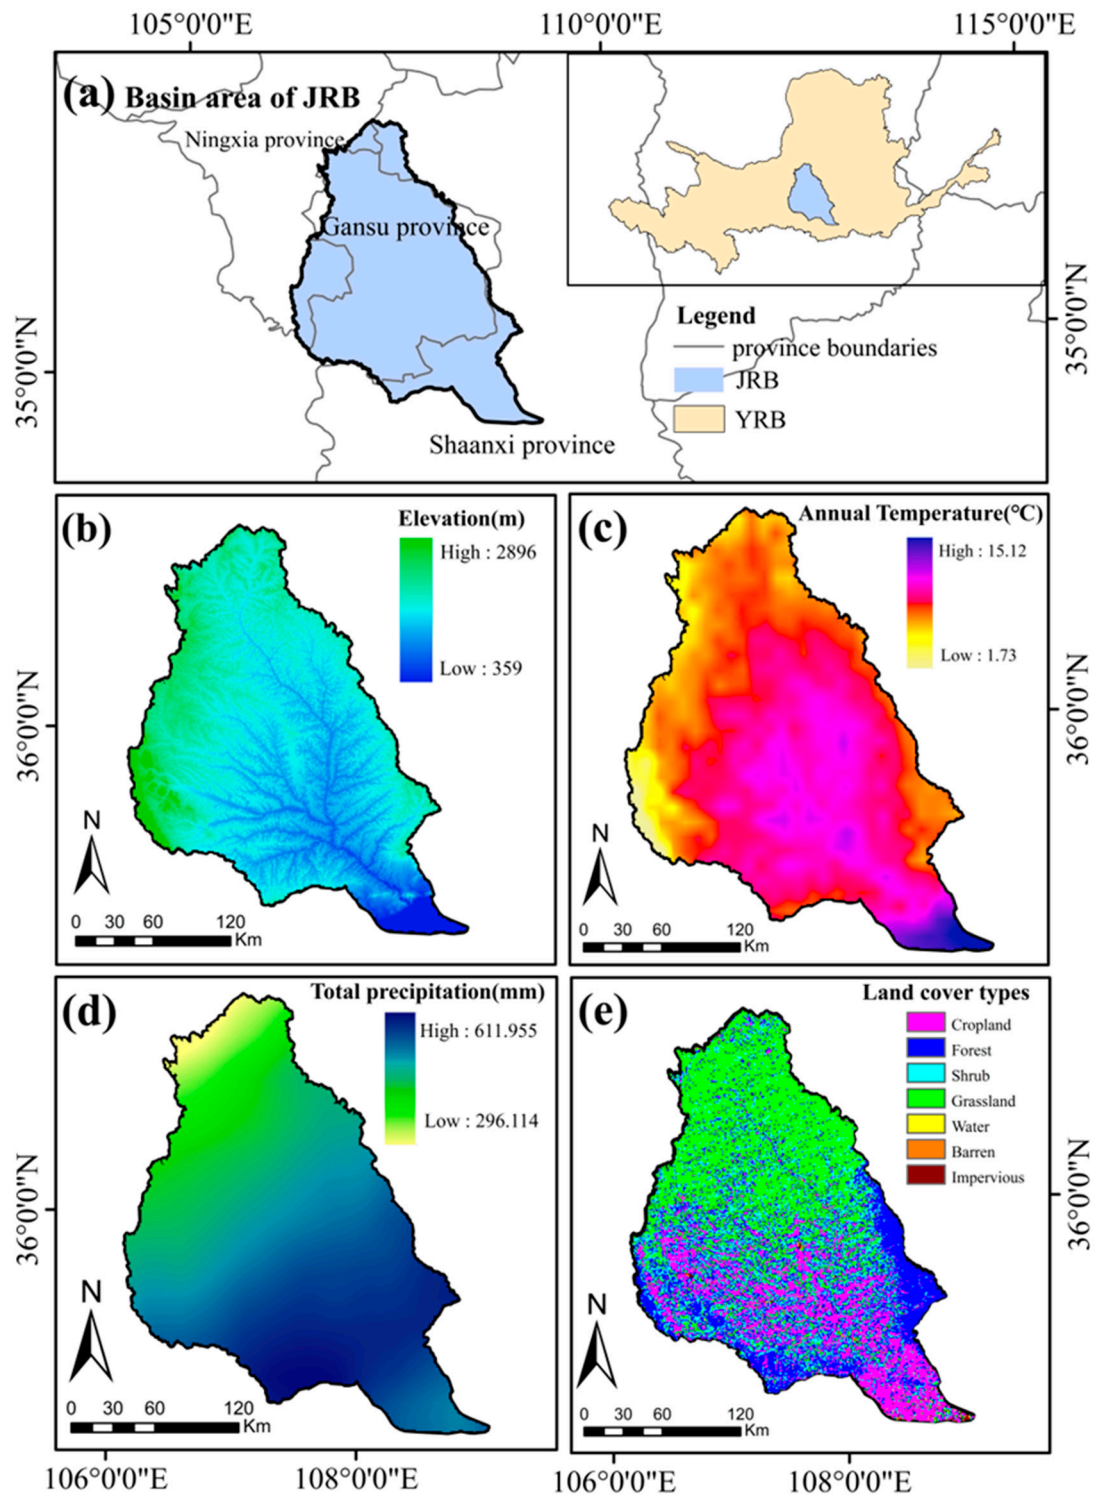 105°0'0"E
110°0'0"E
115°0'0"E
(a) Basin area of JRB
Ningxia province
Gansu province
Shaanxi province
Legend
province boundaries
JRB
YRB
35°0'0"N
35°0'0"N
(b)
Elevation(m)
High : 2896
Low : 359
N
0 30 60 120
Km
36°0'0"N
(c)
Annual Temperature(°C)
High : 15.12
Low : 1.73
N
0 30 60 120
Km
36°0'0"N
(d)
Total precipitation(mm)
High : 611.955
Low : 296.114
N
0 30 60 120
Km
36°0'0"N
(e)
Land cover types
Cropland
Forest
Shrub
Grassland
Water
Barren
Impervious
N
0 30 60 120
Km
36°0'0"N
106°0'0"E
108°0'0"E
106°0'0"E
108°0'0"E